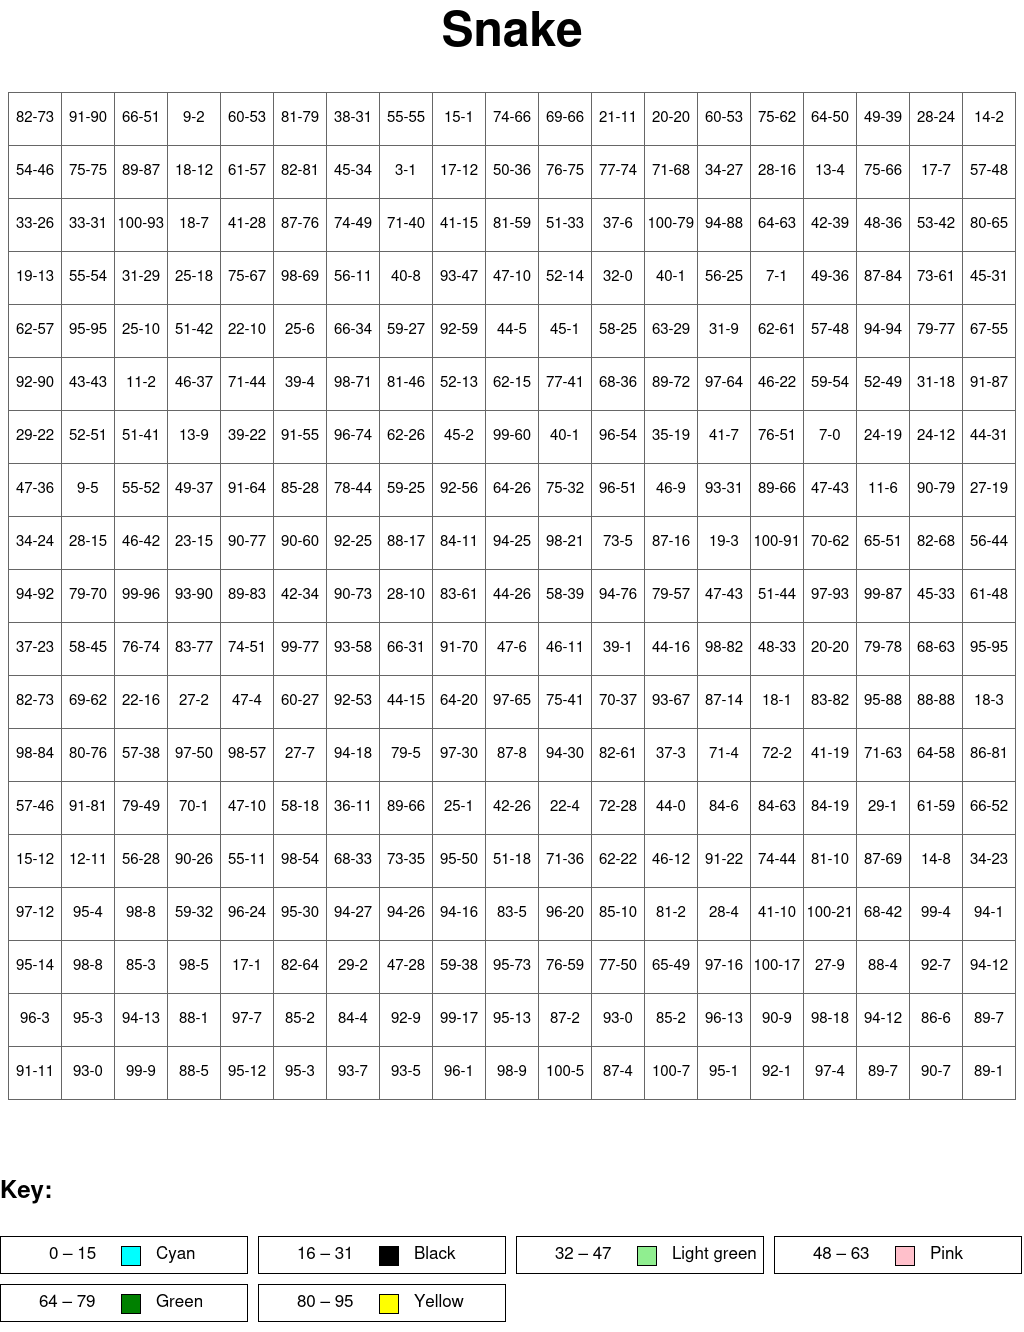 Snake
82-73 91-90 66-51 9-2 60-53 81-79 38-31 55-55 15-1 74-66 69-66 21-11 20-20 60-53 75-62 64-50 49-39 28-24 14-2
54-46 75-75 89-87 18-12 61-57 82-81 45-34 3-1 17-12 50-36 76-75 77-74 71-68 34-27 28-16 13-4 75-66 17-7 57-48
33-26 33-31 100-93 18-7 41-28 87-76 74-49 71-40 41-15 81-59 51-33 37-6 100-79 94-88 64-63 42-39 48-36 53-42 80-65
19-13 55-54 31-29 25-18 75-67 98-69 56-11 40-8 93-47 47-10 52-14 32-0 40-1 56-25 7-1 49-36 87-84 73-61 45-31
62-57 95-95 25-10 51-42 22-10 25-6 66-34 59-27 92-59 44-5 45-1 58-25 63-29 31-9 62-61 57-48 94-94 79-77 67-55
92-90 43-43 11-2 46-37 71-44 39-4 98-71 81-46 52-13 62-15 77-41 68-36 89-72 97-64 46-22 59-54 52-49 31-18 91-87
29-22 52-51 51-41 13-9 39-22 91-55 96-74 62-26 45-2 99-60 40-1 96-54 35-19 41-7 76-51 7-0 24-19 24-12 44-31
47-36 9-5 55-52 49-37 91-64 85-28 78-44 59-25 92-56 64-26 75-32 96-51 46-9 93-31 89-66 47-43 11-6 90-79 27-19
34-24 28-15 46-42 23-15 90-77 90-60 92-25 88-17 84-11 94-25 98-21 73-5 87-16 19-3 100-91 70-62 65-51 82-68 56-44
94-92 79-70 99-96 93-90 89-83 42-34 90-73 28-10 83-61 44-26 58-39 94-76 79-57 47-43 51-44 97-93 99-87 45-33 61-48
37-23 58-45 76-74 83-77 74-51 99-77 93-58 66-31 91-70 47-6 46-11 39-1 44-16 98-82 48-33 20-20 79-78 68-63 95-95
82-73 69-62 22-16 27-2 47-4 60-27 92-53 44-15 64-20 97-65 75-41 70-37 93-67 87-14 18-1 83-82 95-88 88-88 18-3
98-84 80-76 57-38 97-50 98-57 27-7 94-18 79-5 97-30 87-8 94-30 82-61 37-3 71-4 72-2 41-19 71-63 64-58 86-81
57-46 91-81 79-49 70-1 47-10 58-18 36-11 89-66 25-1 42-26 22-4 72-28 44-0 84-6 84-63 84-19 29-1 61-59 66-52
15-12 12-11 56-28 90-26 55-11 98-54 68-33 73-35 95-50 51-18 71-36 62-22 46-12 91-22 74-44 81-10 87-69 14-8 34-23
97-12 95-4 98-8 59-32 96-24 95-30 94-27 94-26 94-16 83-5 96-20 85-10 81-2 28-4 41-10 100-21 68-42 99-4 94-1
95-14 98-8 85-3 98-5 17-1 82-64 29-2 47-28 59-38 95-73 76-59 77-50 65-49 97-16 100-17 27-9 88-4 92-7 94-12
96-3 95-3 94-13 88-1 97-7 85-2 84-4 92-9 99-17 95-13 87-2 93-0 85-2 96-13 90-9 98-18 94-12 86-6 89-7
91-11 93-0 99-9 88-5 95-12 95-3 93-7 93-5 96-1 98-9 100-5 87-4 100-7 95-1 92-1 97-4 89-7 90-7 89-1
Key:
0 – 15 Cyan 16 – 31 Black 32 – 47 Light green 48 – 63 Pink
64 – 79 Green 80 – 95 Yellow